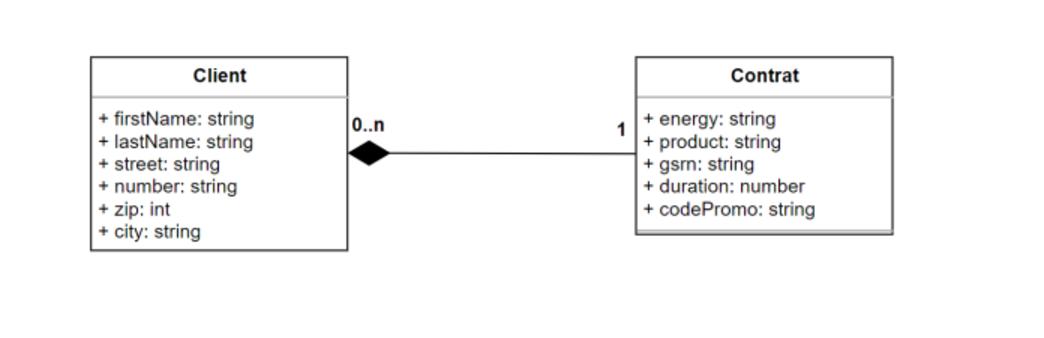 Client
+ firstName: string
+ lastName: string
+ street: string
+ number: string
+ zip: int
+ city: string
0..n
1
Contrat
+ energy: string
+ product: string
+ gsrn: string
+ duration: number
+ codePromo: string